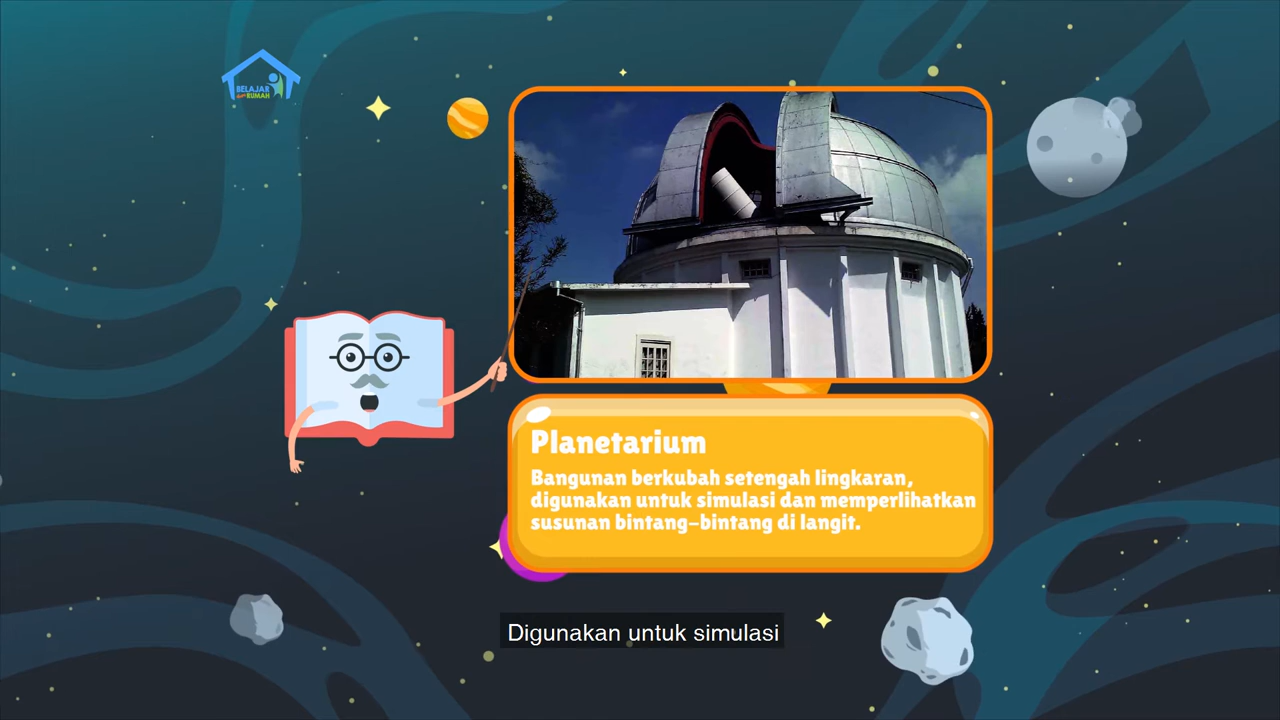 BELAJAR
dari RUMAH
Planetarium
Bangunan berkubah setengah lingkaran,
digunakan untuk simulasi dan memperlihatkan
susunan bintang-bintang di langit.
Digunakan untuk simulasi